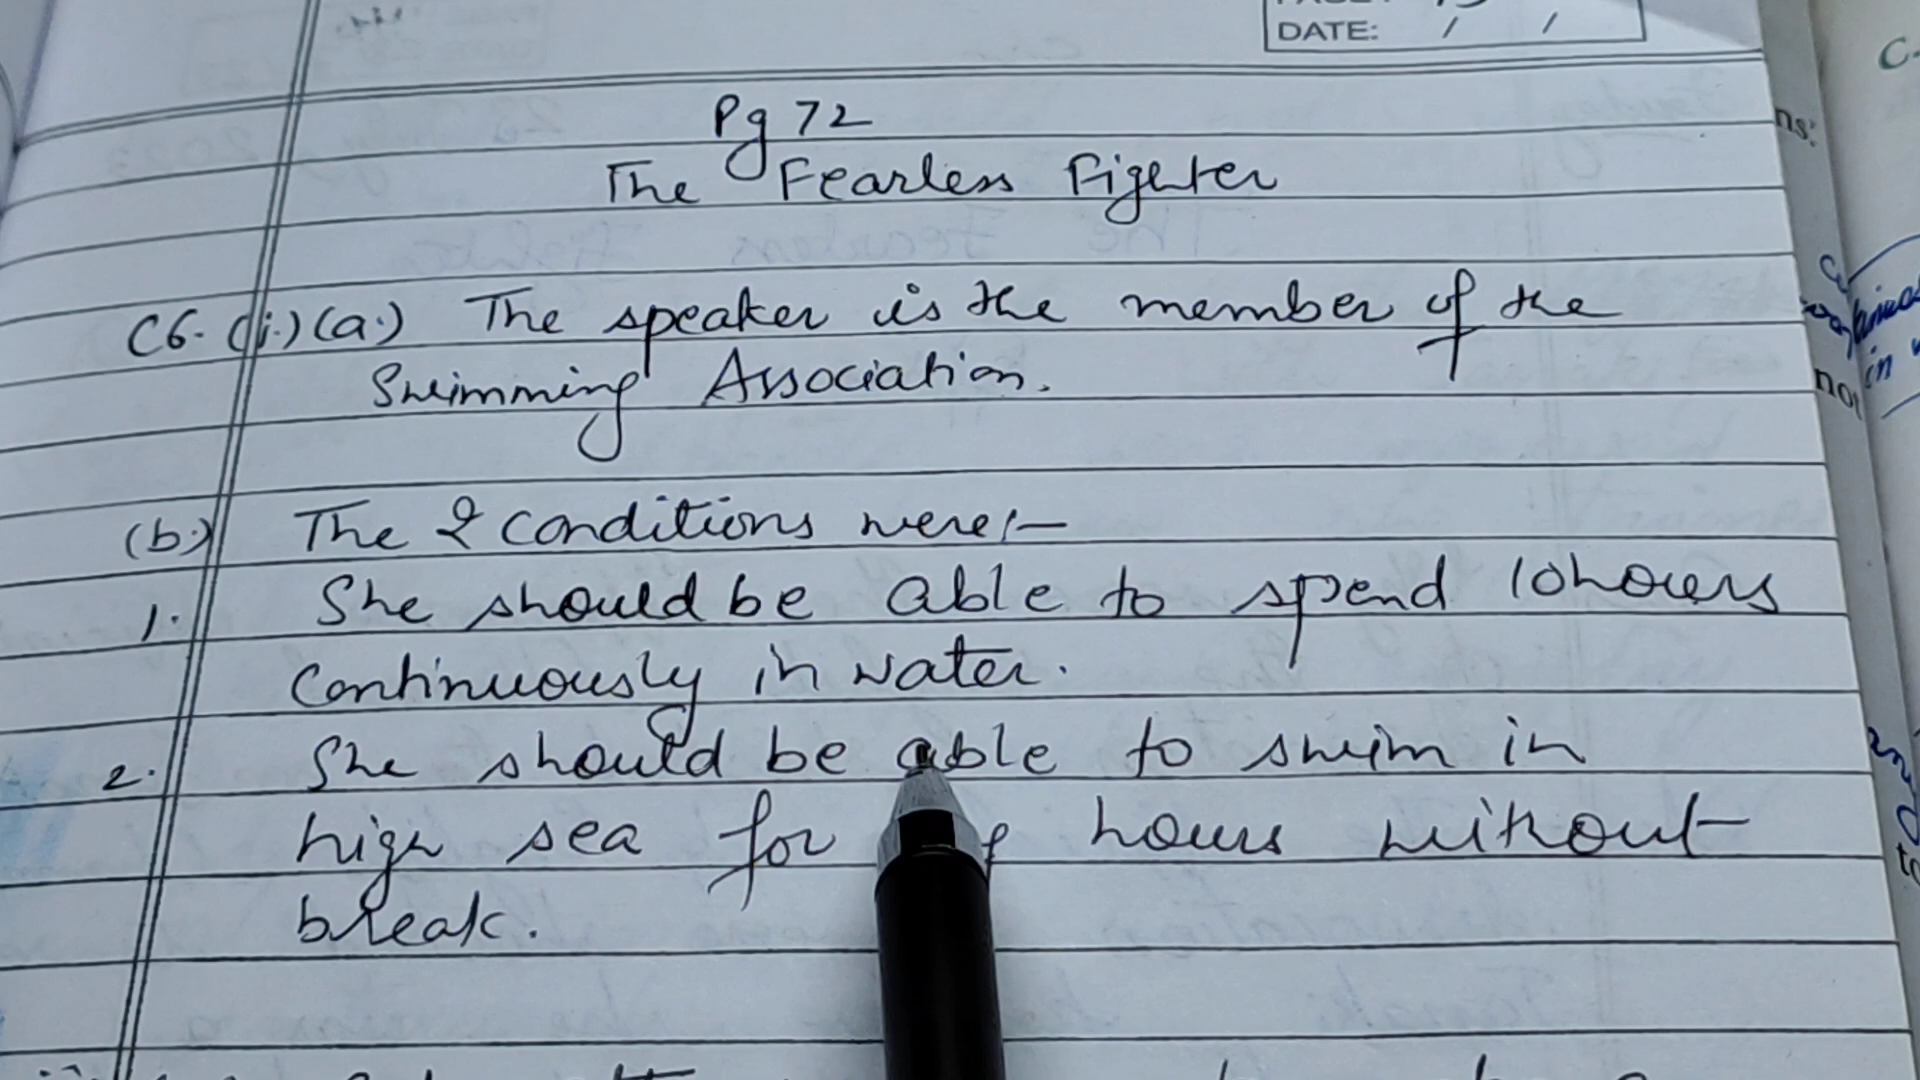 DATE: / /
Pg 72
The Fearless Fighter
C6. (i.) (a.) The speaker is the member of the
Swimming Association.
(b.) The 2 conditions were:-
1. She should be able to spend 10 hours
continuously in water.
2. She should be able to swim in
high sea for hours without
break.